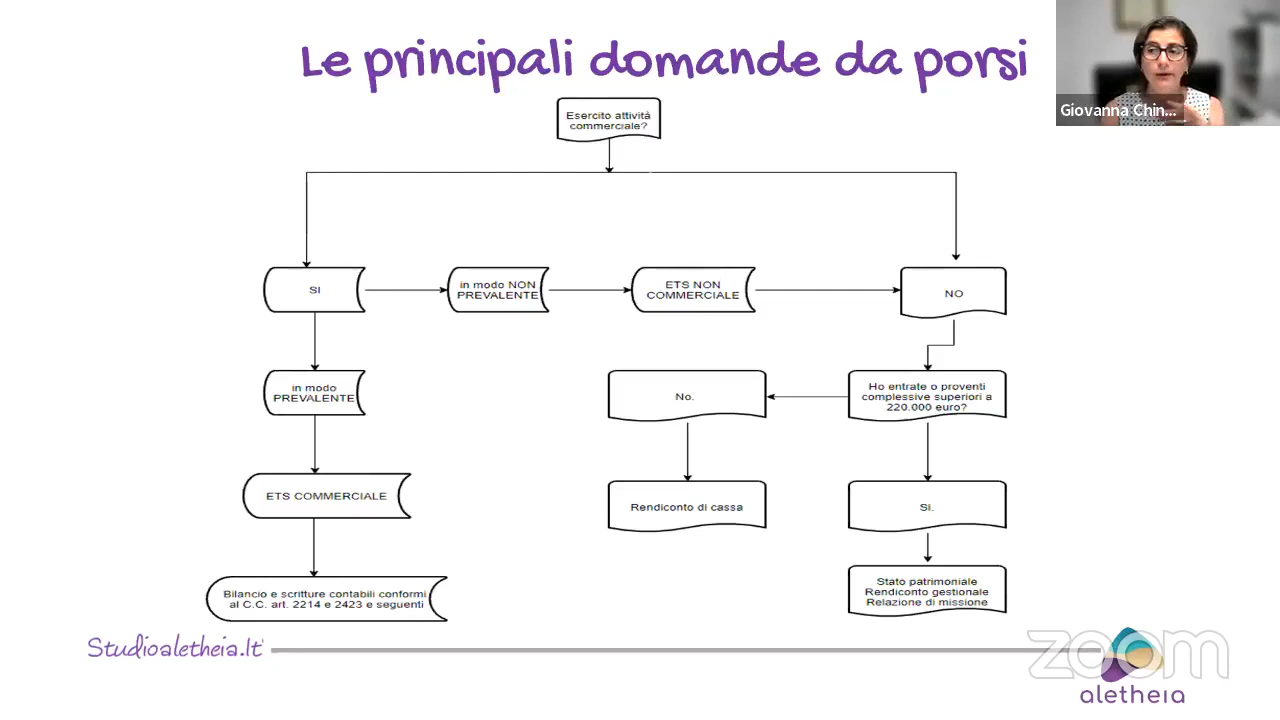 Le principali domande da porsi
Giovanna Chin...
Esercito attività
commerciale?
SI
in modo NON
PREVALENTE
ETS NON
COMMERCIALE
NO
in modo
PREVALENTE
No.
Ho entrate o proventi
complessive superiori a
220.000 euro?
ETS COMMERCIALE
Rendiconto di cassa
SI.
Bilancio e scritture contabili conformi
al C.C. art. 2214 e 2423 e seguenti
Stato patrimoniale
Rendiconto gestionale
Relazione di missione
Studioaletheia.It
zoom
aletheia